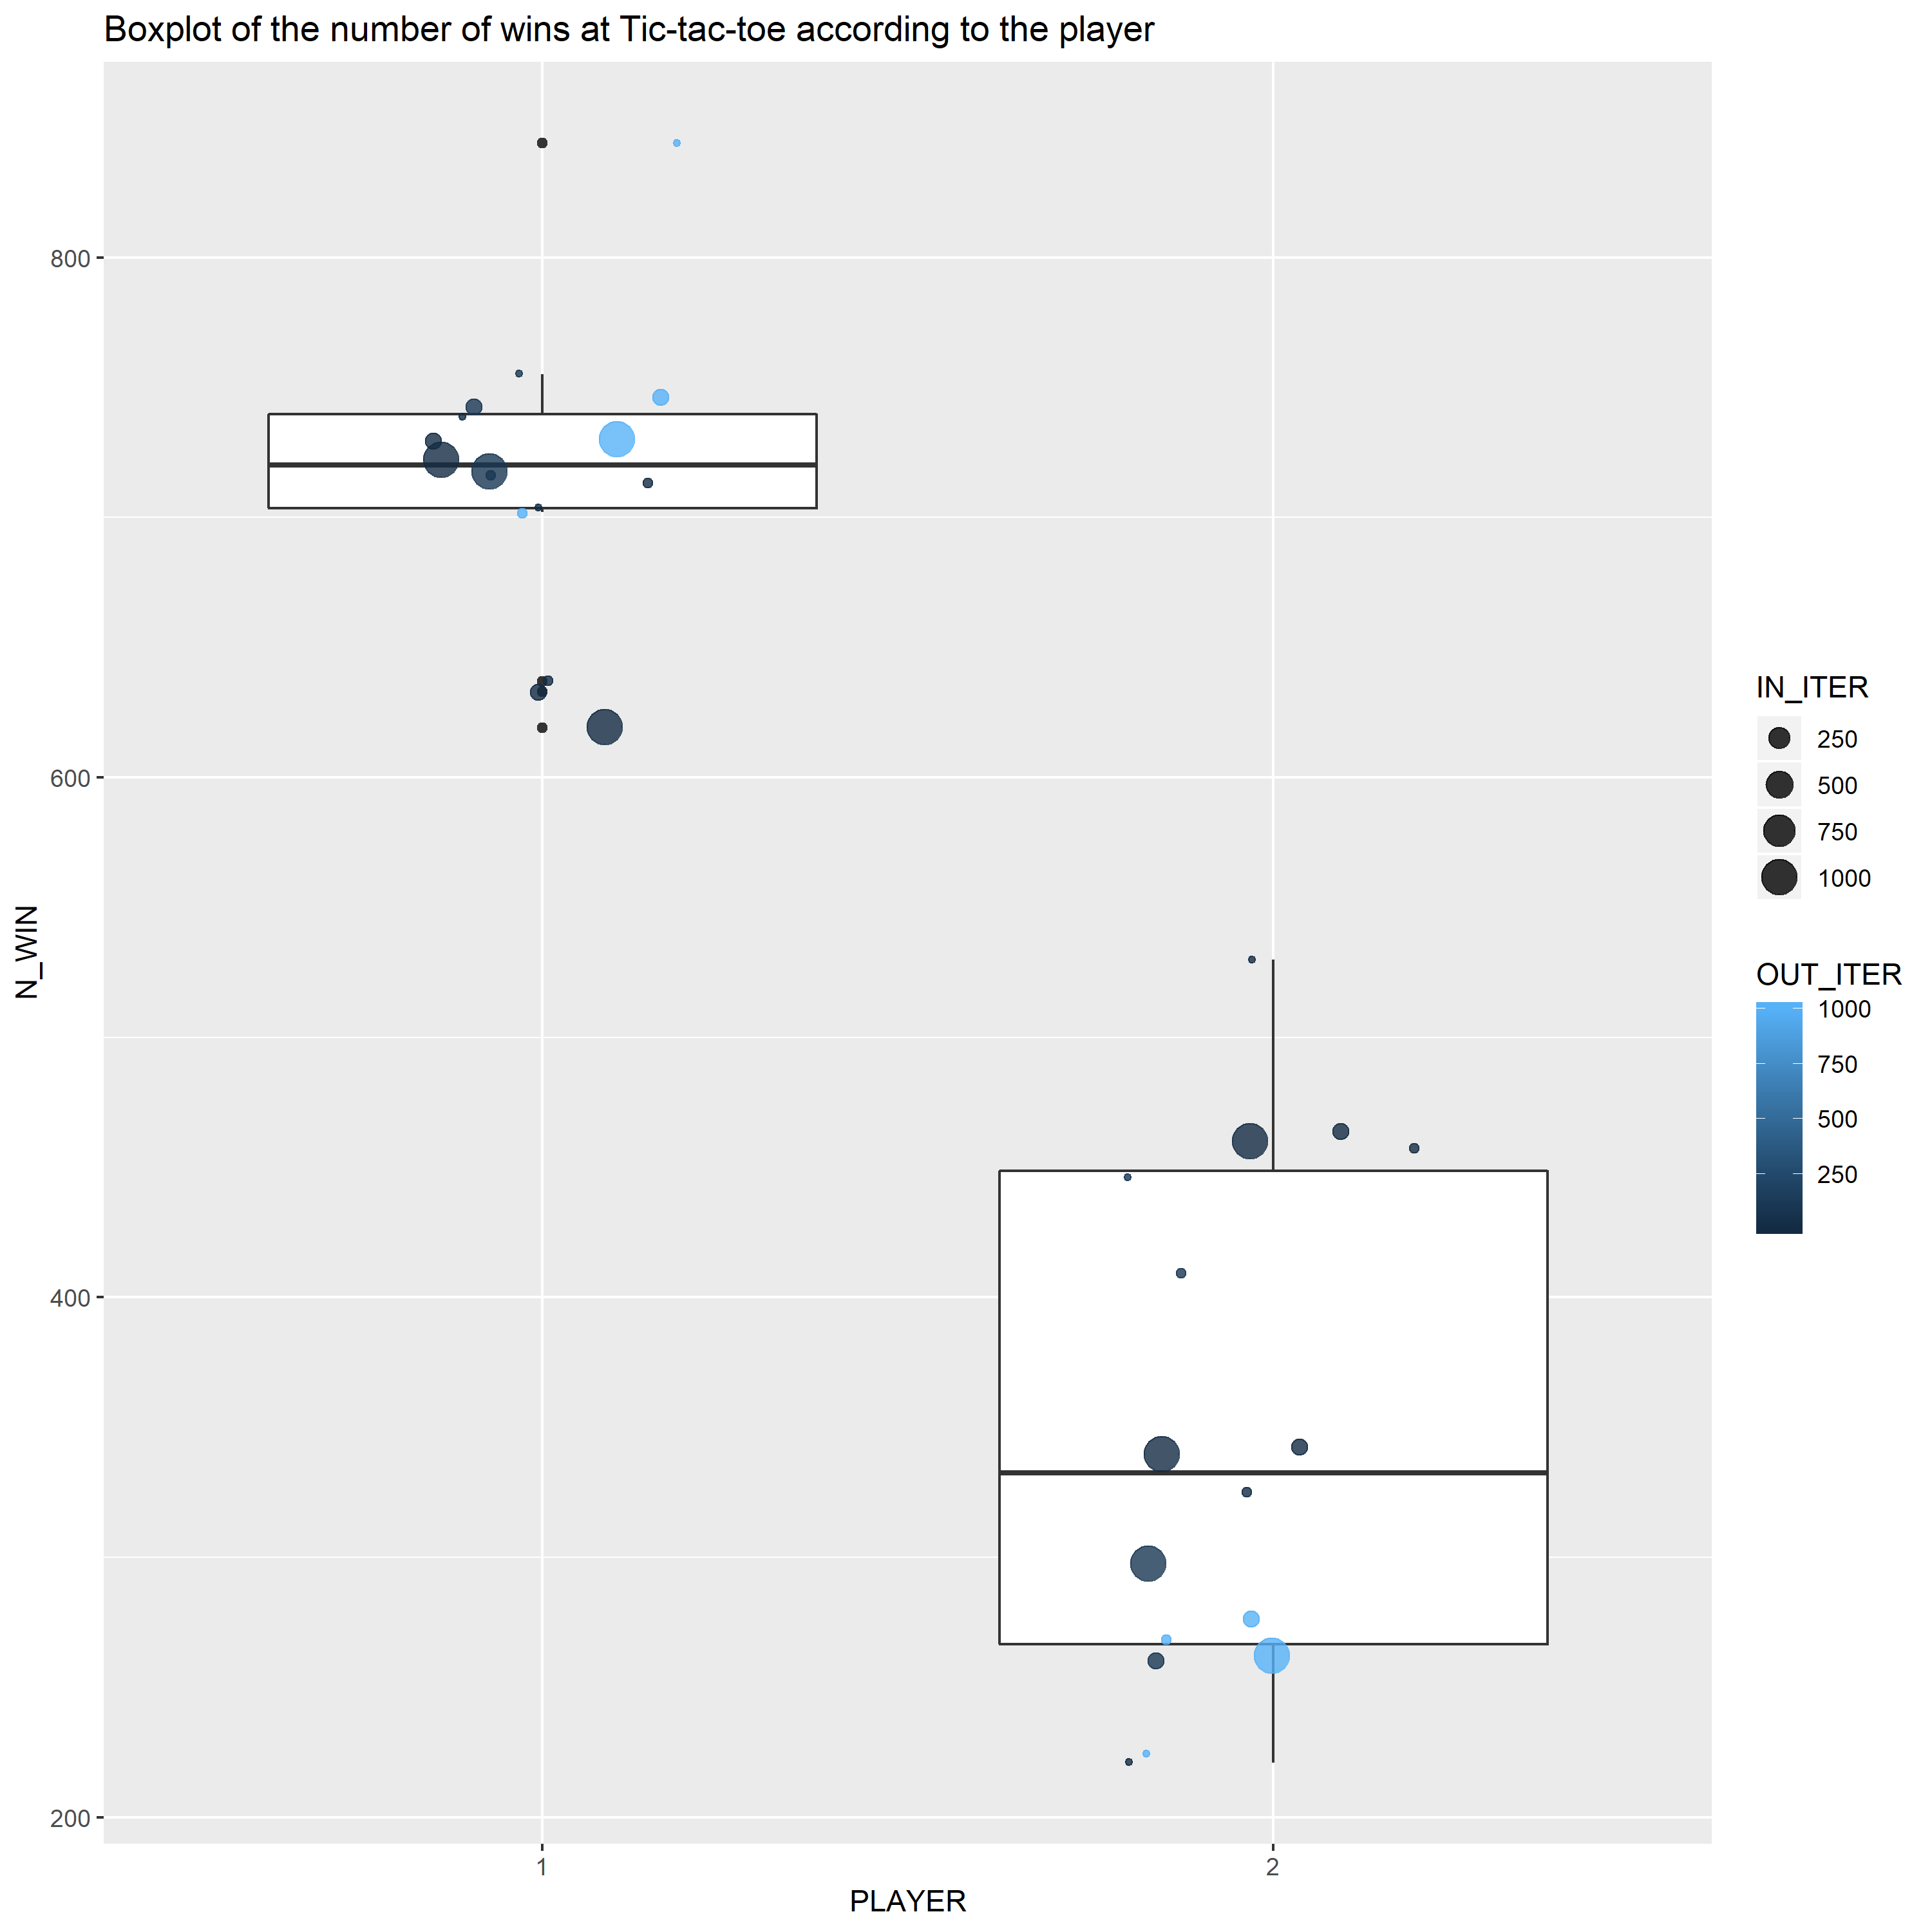 Boxplot of the number of wins at Tic-tac-toe according to the player
N_WIN
800
600
400
200
1
2
PLAYER
IN_ITER
250
500
750
1000
OUT_ITER
1000
750
500
250